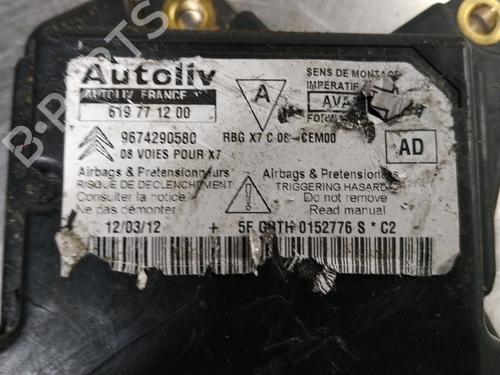 B-PARTS
Autoliv
AUTOLIV FRANCE
619 77 12 00
A
SENS DE MONTAGE
IMPERATIF
AVA
9674290580
RBG X7 C 08 -CEM00
08 VOIES POUR X7
AD
Airbags & Pretensionneurs
RISQUE DE DECLENCHEMENT
Consulter la notice
Ne pas démonter
Airbags & Pretensioners
TRIGGERING HASARD
Do not remove
Read manual
12/03/12 + 5F 0152776 S * C2